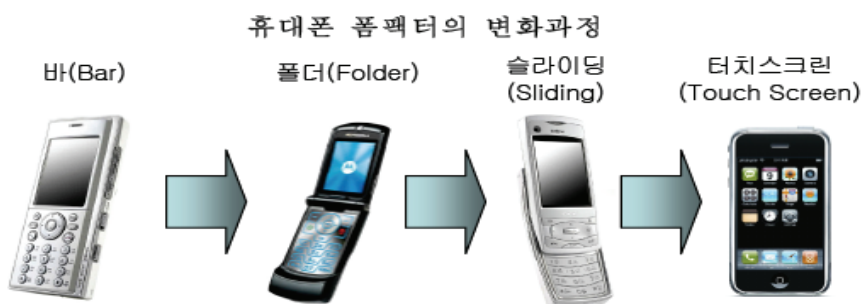 휴대폰 폼팩터의 변화과정
바(Bar)
폴더(Folder)
슬라이딩
(Sliding)
터치스크린
(Touch Screen)